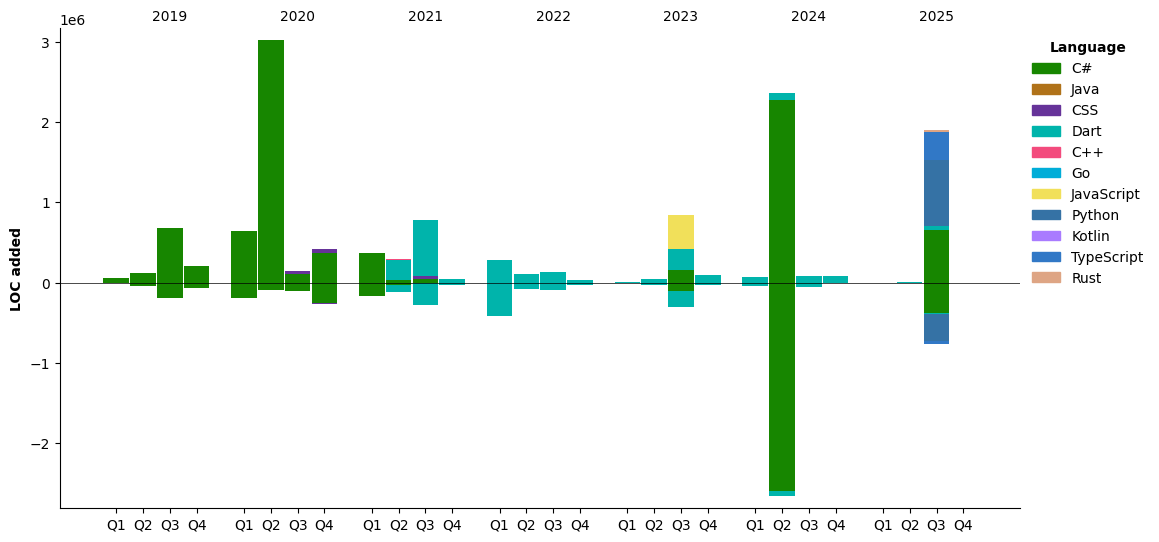 1e6
2019 2020 2021 2022 2023 2024 2025
3
2
1
0
−1
−2
LOC added
Q1 Q2 Q3 Q4 Q1 Q2 Q3 Q4 Q1 Q2 Q3 Q4 Q1 Q2 Q3 Q4 Q1 Q2 Q3 Q4 Q1 Q2 Q3 Q4 Q1 Q2 Q3 Q4
Language
C#
Java
CSS
Dart
C++
Go
JavaScript
Python
Kotlin
TypeScript
Rust